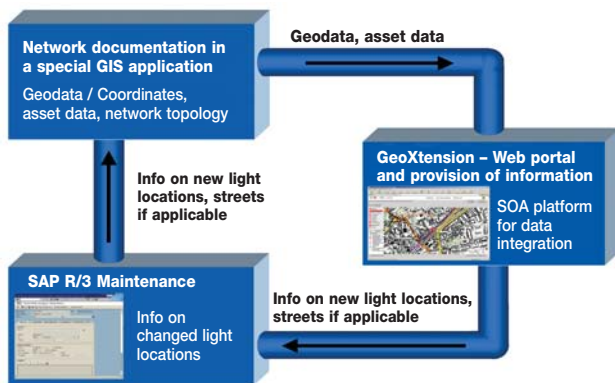 Network documentation in
a special GIS application
Geodata / Coordinates,
asset data, network topology
Geodata, asset data
GeoXtension – Web portal
and provision of information
SOA platform
for data
integration
Info on new light
locations, streets
if applicable
SAP R/3 Maintenance
Info on
changed light
locations
Info on new light locations,
streets if applicable